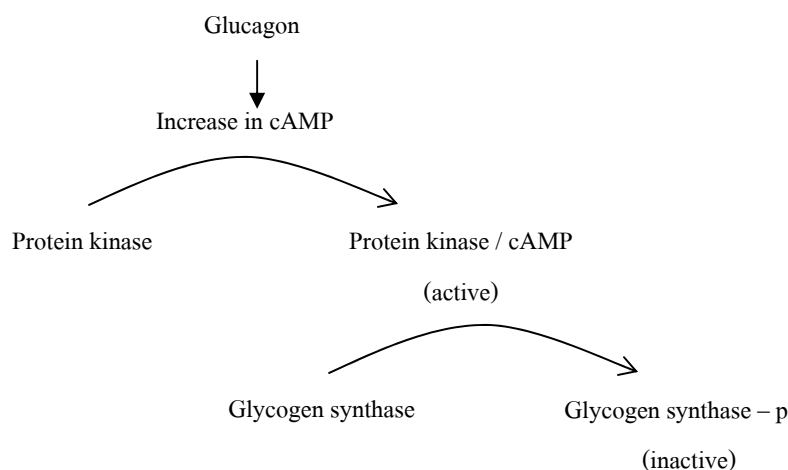 Glucagon
Increase in cAMP
Protein kinase
Protein kinase / cAMP
(active)
Glycogen synthase
Glycogen synthase – p
(inactive)